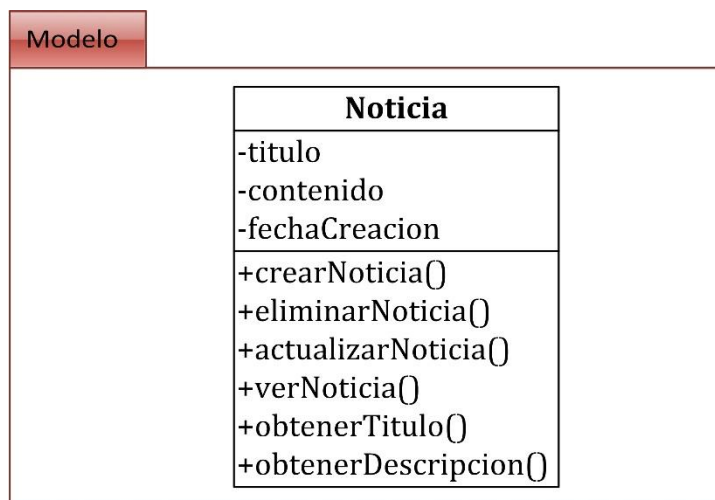 Modelo
Noticia
-titulo
-contenido
-fechaCreacion
+crearNoticia()
+eliminarNoticia()
+actualizarNoticia()
+verNoticia()
+obtenerTitulo()
+obtenerDescripcion()